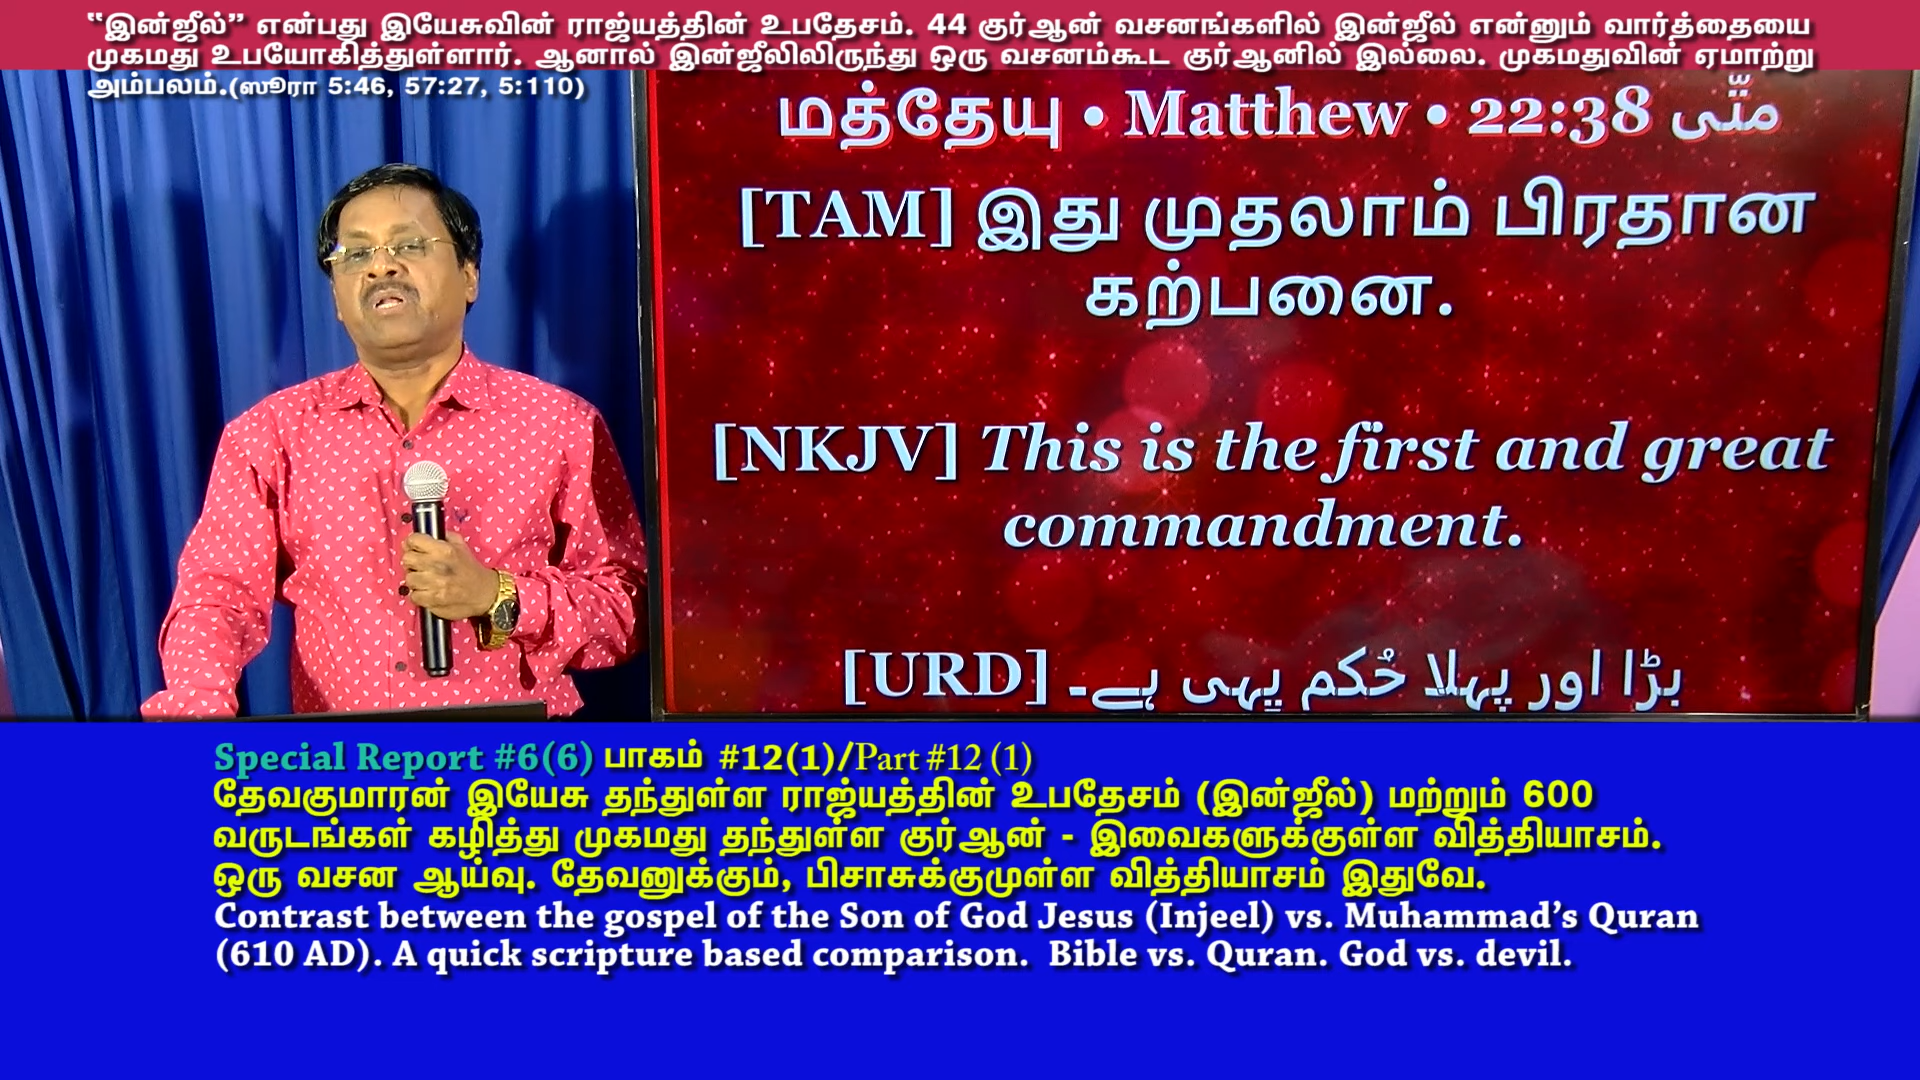 “இன்ஜீல்” என்பது இயேசுவின் ராஜ்யத்தின் உபதேசம். 44 குர்ஆன் வசனங்களில் இன்ஜீல் என்னும் வார்த்தையை
முகமது உபயோகித்துள்ளார். ஆனால் இன்ஜீலிலிருந்து ஒரு வசனம்கூட குர்ஆனில் இல்லை. முகமதுவின் ஏமாற்று
அம்பலம்.(ஸூரா 5:46, 57:27, 5:110)
மத்தேயு • Matthew • 22:38 متّی
[TAM] இது முதலாம் பிரதான
கற்பனை.
[NKJV] This is the first and great
commandment.
[URD] بڑا اور پہلا حُکم یہی ہے۔
Special Report #6(6) பாகம் #12(1)/Part #12 (1)
தேவகுமாரன் இயேசு தந்துள்ள ராஜ்யத்தின் உபதேசம் (இன்ஜீல்) மற்றும் 600
வருடங்கள் கழித்து முகமது தந்துள்ள குர்ஆன் - இவைகளுக்குள்ள வித்தியாசம்.
ஒரு வசன ஆய்வு. தேவனுக்கும், பிசாசுக்குமுள்ள வித்தியாசம் இதுவே.
Contrast between the gospel of the Son of God Jesus (Injeel) vs. Muhammad’s Quran
(610 AD). A quick scripture based comparison. Bible vs. Quran. God vs. devil.